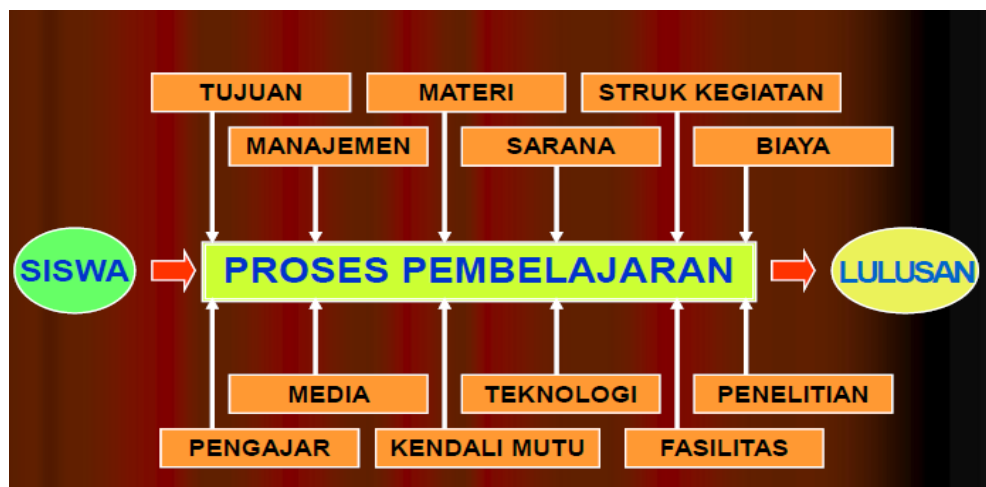 TUJUAN
MATERI
STRUK KEGIATAN
MANAJEMEN
SARANA
BIAYA
SISWA
PROSES PEMBELAJARAN
LULUSAN
MEDIA
TEKNOLOGI
PENELITIAN
PENGAJAR
KENDALI MUTU
FASILITAS